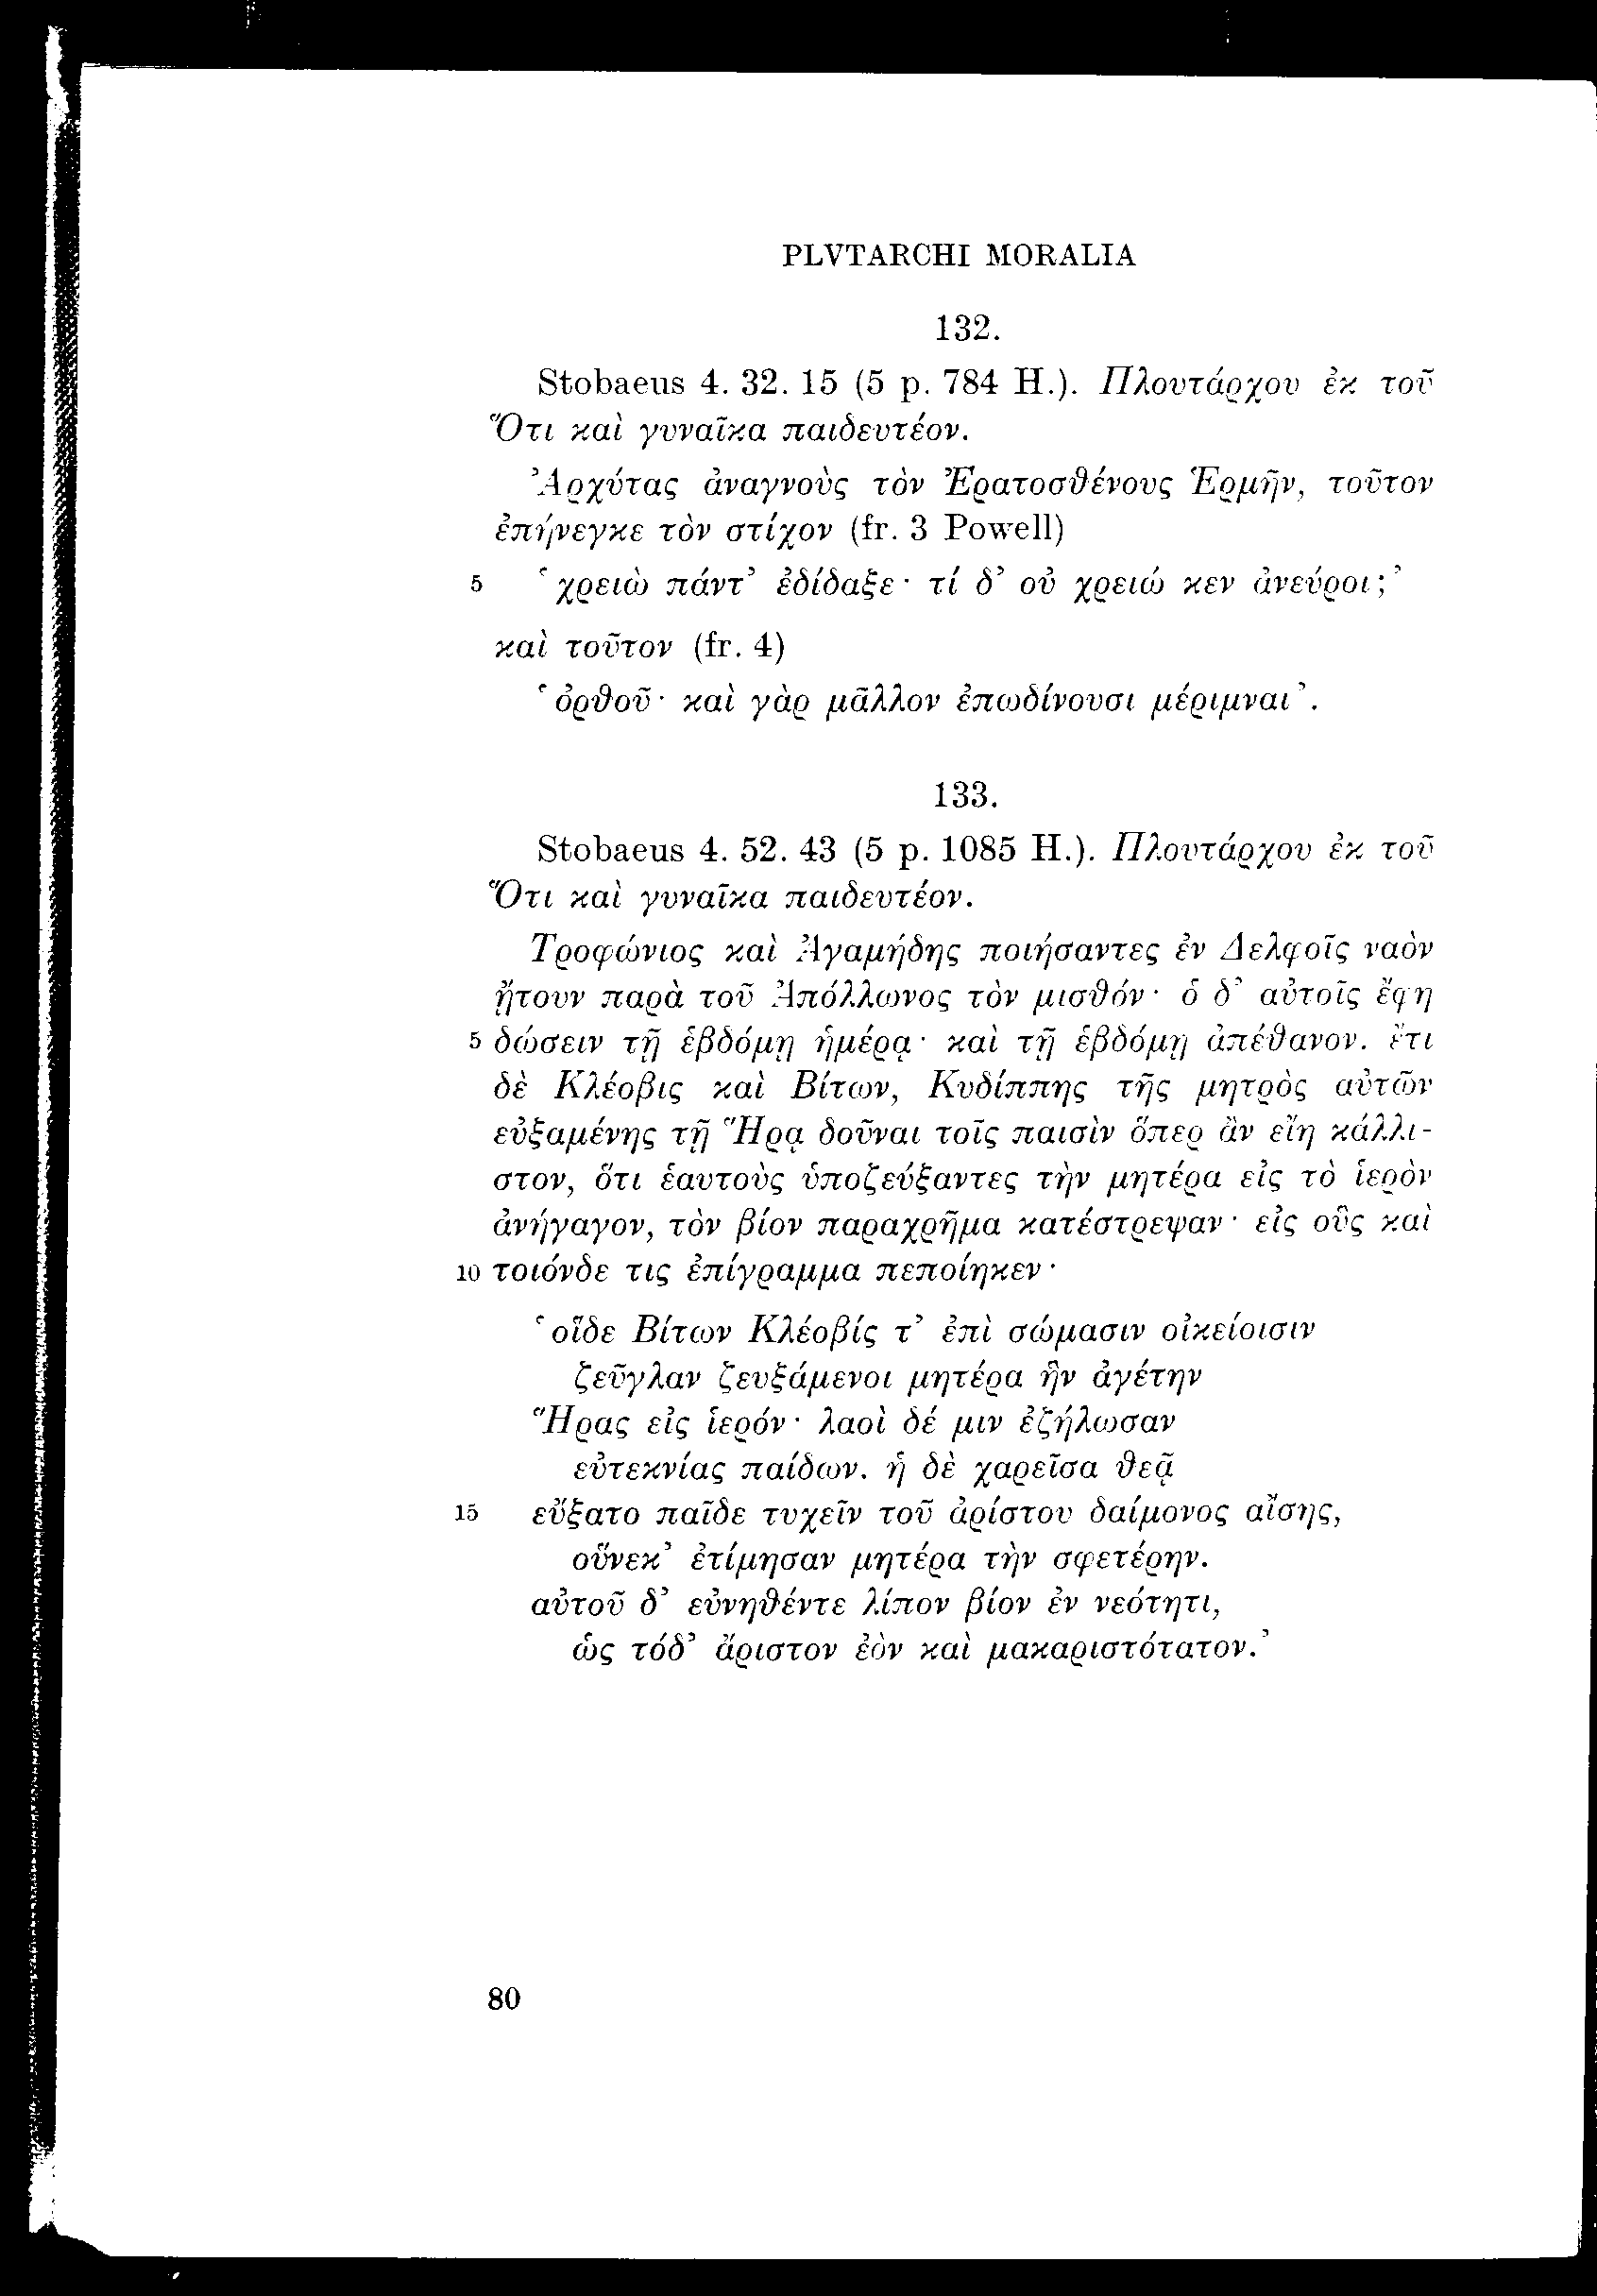 PLVTARCHI MORALIA
132.
Stobaeus 4. 32. 15 (5 p. 784 H.). Πλουτάρχου ἐκ τοῦ
Ὅτι καὶ γυναῖκα παιδευτέον.
Ἀρχύτας ἀναγνοὺς τὸν Ἐρατοσθένους Ἑρμῆν, τοῦτον
ἐπήνεγκε τὸν στίχον (fr. 3 Powell)
5 ‘χρειὼ πάντ’ ἐδίδαξε· τί δ’ οὐ χρειώ κεν ἀνεύροι;’
καὶ τοῦτον (fr. 4)
‘ὀρθοῦ· καὶ γὰρ μᾶλλον ἐπωδίνουσι μέριμναι’.
133.
Stobaeus 4. 52. 43 (5 p. 1085 H.). Πλουτάρχου ἐκ τοῦ
Ὅτι καὶ γυναῖκα παιδευτέον.
Τροφώνιος καὶ Ἀγαμήδης ποιήσαντες ἐν Δελφοῖς ναὸν
ᾔτουν παρὰ τοῦ Ἀπόλλωνος τὸν μισθόν· ὁ δ’ αὐτοῖς ἔφη
5 δώσειν τῇ ἑβδόμῃ ἡμέρᾳ· καὶ τῇ ἑβδόμῃ ἀπέθανον. ἔτι
δὲ Κλέοβις καὶ Βίτων, Κυδίππης τῆς μητρὸς αὐτῶν
εὐξαμένης τῇ Ἥρᾳ δοῦναι τοῖς παισὶν ὅπερ ἂν εἴη κάλλι-
στον, ὅτι ἑαυτοὺς ὑποζεύξαντες τὴν μητέρα εἰς τὸ ἱερὸν
ἀνήγαγον, τὸν βίον παραχρῆμα κατέστρεψαν· εἰς οὓς καὶ
10 τοιόνδε τις ἐπίγραμμα πεποίηκεν·
‘οἵδε Βίτων Κλέοβίς τ’ ἐπὶ σώμασιν οἰκείοισιν
ζεῦγλαν ζευξάμενοι μητέρα ἣν ἀγέτην
Ἥρας εἰς ἱερόν· λαοὶ δέ μιν ἐζήλωσαν
εὐτεκνίας παίδων. ἡ δὲ χαρεῖσα θεᾷ
15 εὔξατο παῖδε τυχεῖν τοῦ ἀρίστου δαίμονος αἴσης,
οὕνεκ’ ἐτίμησαν μητέρα τὴν σφετέρην.
αὐτοῦ δ’ εὐνηθέντε λίπον βίον ἐν νεότητι,
ὡς τόδ’ ἄριστον ἐὸν καὶ μακαριστότατον.’
80